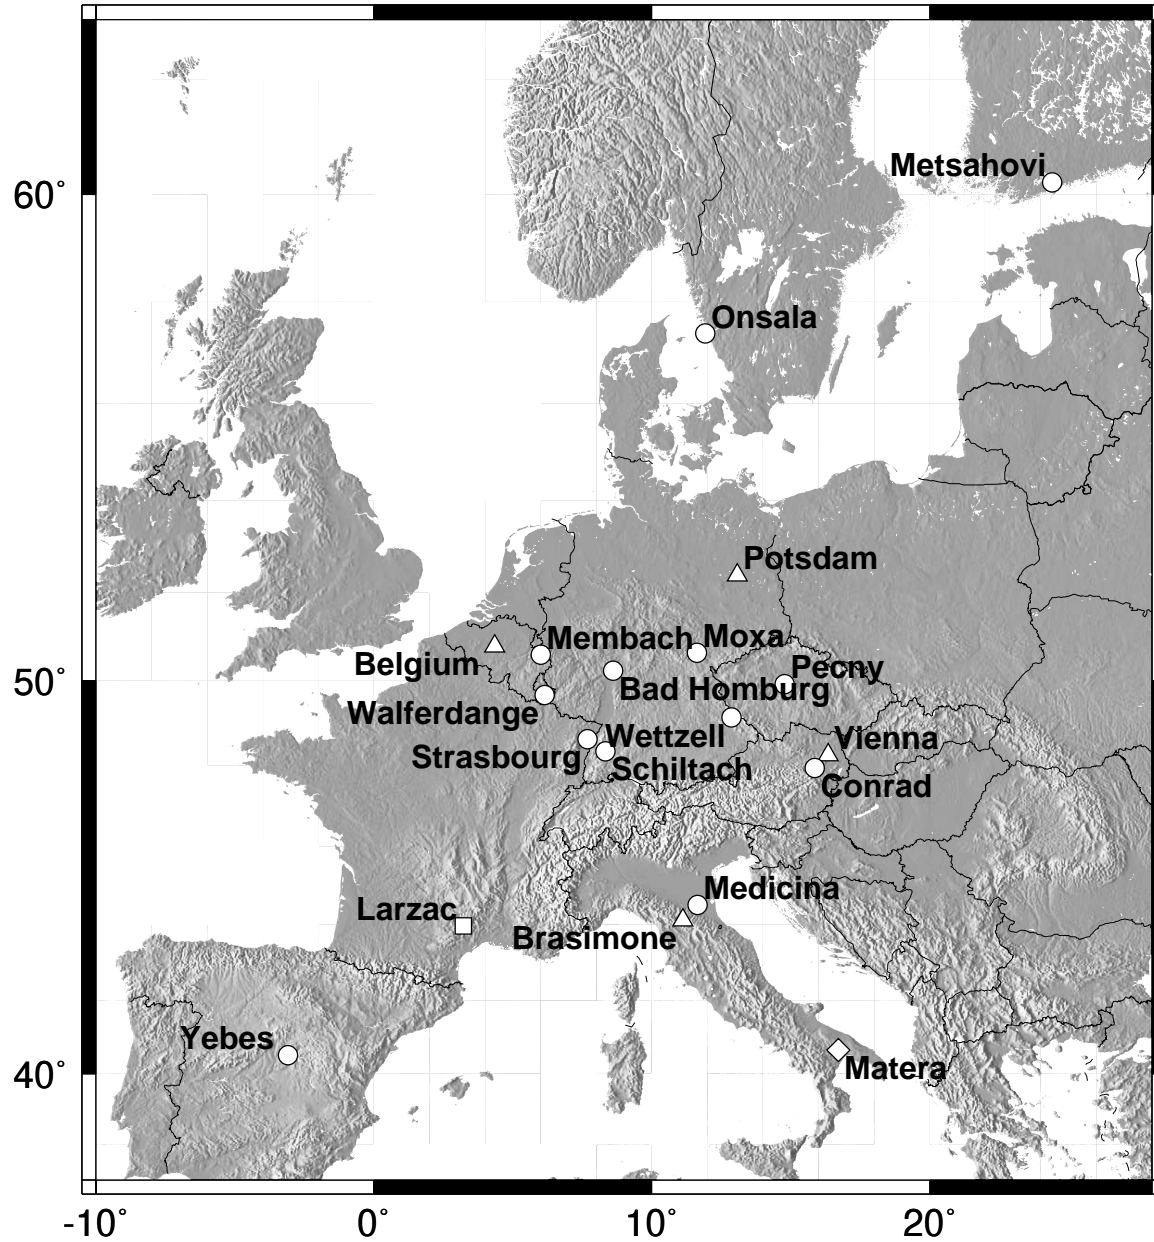 Metsahovi
60°
Onsala
Potsdam
Membach
Moxa
Belgium
Pecny
50°
Bad Homburg
Walferdange
Wettzell
Vienna
Strasbourg
Schiltach
Conrad
Medicina
Larzac
Brasimone
Yebes
40°
Matera
-10°
0°
10°
20°